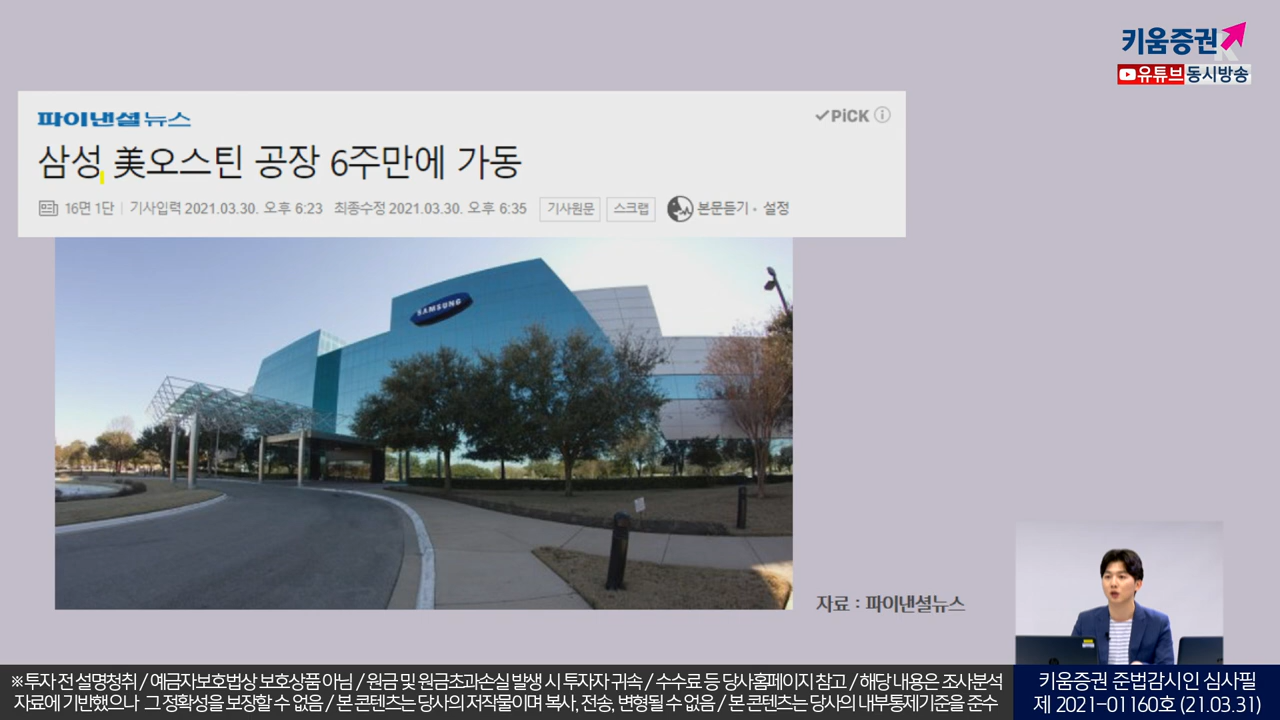 키움증권
유튜브 동시방송
파이낸셜뉴스
PiCK
삼성 美오스틴 공장 6주만에 가동
16면 1단 기사입력 2021.03.30. 오후 6:23 최종수정 2021.03.30. 오후 6:35 기사원문 스크랩 본문듣기 · 설정
SAMSUNG
자료 : 파이낸셜뉴스
※투자 전 설명청취 / 예금자보호법상 보호상품 아님 / 원금 및 원금초과손실 발생 시 투자자 귀속 / 수수료 등 당사홈페이지 참고 / 해당 내용은 조사분석
자료에 기반했으나 그 정확성을 보장할 수 없음 / 본 콘텐츠는 당사의 저작물이며 복사, 전송, 변형될 수 없음 / 본 콘텐츠는 당사의 내부통제기준을 준수
키움증권 준법감시인 심사필
제 2021-01160호 (21.03.31)